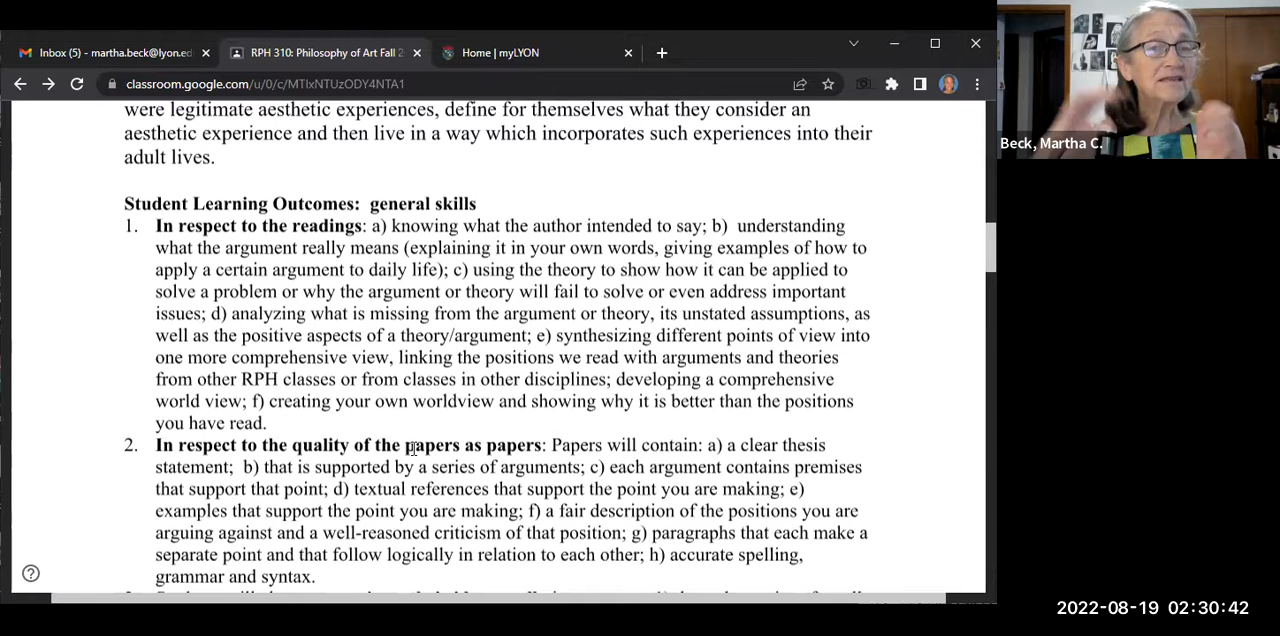 Inbox (5) - martha.beck@lyon.ed
RPH 310: Philosophy of Art Fall 2
Home | myLYON
classroom.google.com/u/0/c/MTIxNTUzODY4NTA1
were legitimate aesthetic experiences, define for themselves what they consider an
aesthetic experience and then live in a way which incorporates such experiences into their
adult lives.
Student Learning Outcomes: general skills
1. In respect to the readings: a) knowing what the author intended to say; b) understanding
what the argument really means (explaining it in your own words, giving examples of how to
apply a certain argument to daily life); c) using the theory to show how it can be applied to
solve a problem or why the argument or theory will fail to solve or even address important
issues; d) analyzing what is missing from the argument or theory, its unstated assumptions, as
well as the positive aspects of a theory/argument; e) synthesizing different points of view into
one more comprehensive view, linking the positions we read with arguments and theories
from other RPH classes or from classes in other disciplines; developing a comprehensive
world view; f) creating your own worldview and showing why it is better than the positions
you have read.
2. In respect to the quality of the papers as papers: Papers will contain: a) a clear thesis
statement; b) that is supported by a series of arguments; c) each argument contains premises
that support that point; d) textual references that support the point you are making; e)
examples that support the point you are making; f) a fair description of the positions you are
arguing against and a well-reasoned criticism of that position; g) paragraphs that each make a
separate point and that follow logically in relation to each other; h) accurate spelling,
grammar and syntax.
Beck, Martha C.
2022-08-19 02:30:42